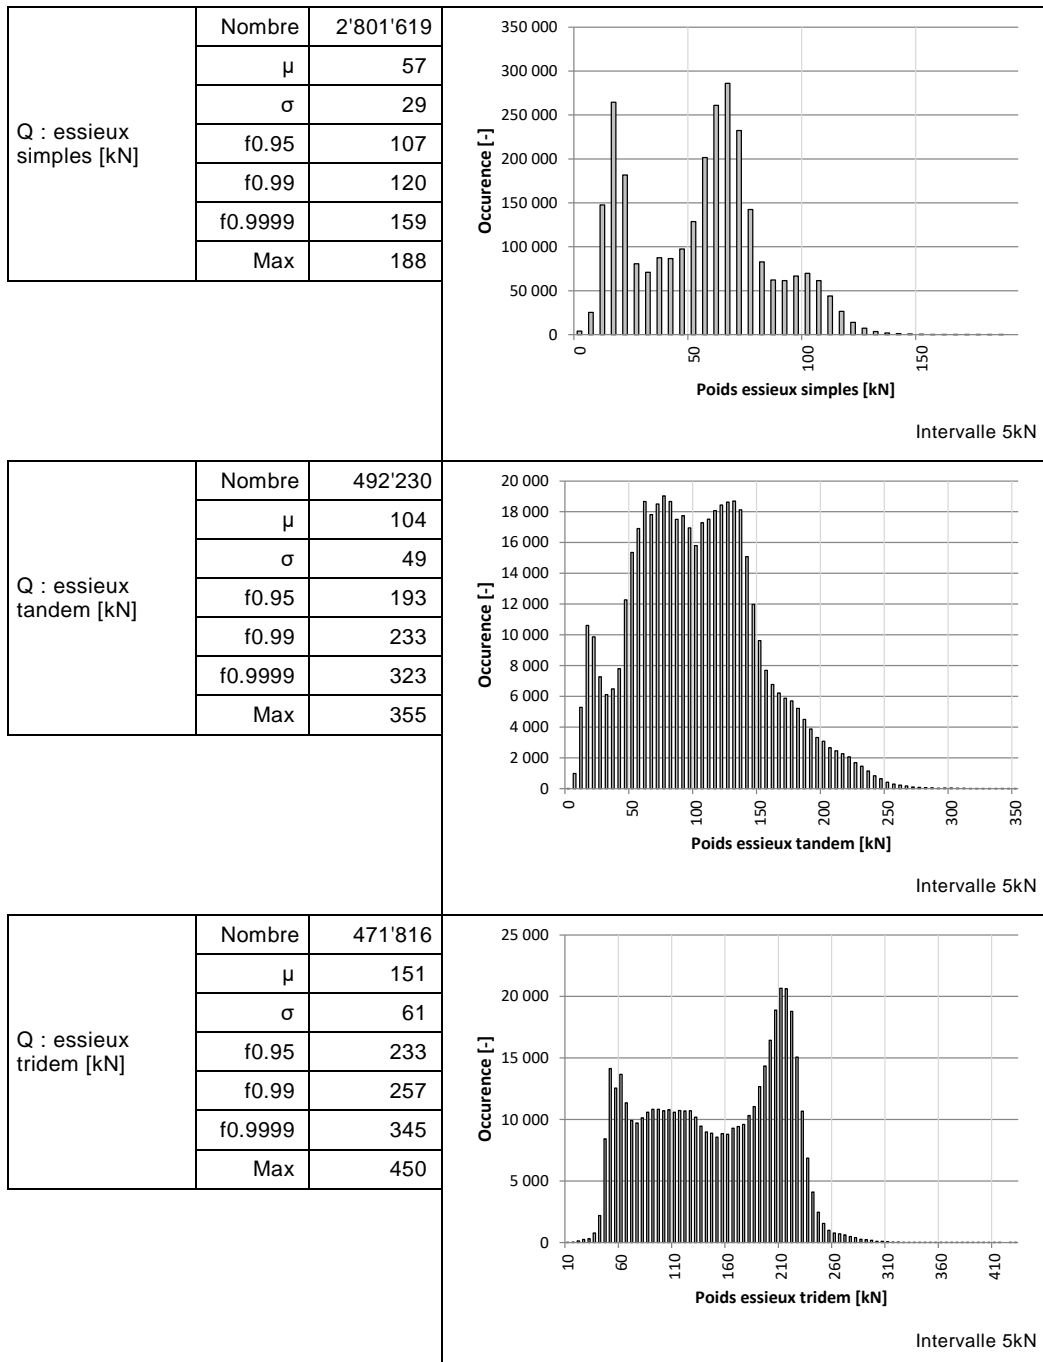 Q : essieux
simples [kN]
Nombre 2'801'619
µ 57
σ 29
f0.95 107
f0.99 120
f0.9999 159
Max 188
Occurence [-]
350 000
300 000
250 000
200 000
150 000
100 000
50 000
0
0 50 100 150
Poids essieux simples [kN]
Intervalle 5kN
Q : essieux
tandem [kN]
Nombre 492'230
µ 104
σ 49
f0.95 193
f0.99 233
f0.9999 323
Max 355
Occurence [-]
20 000
18 000
16 000
14 000
12 000
10 000
8 000
6 000
4 000
2 000
0
0 50 100 150 200 250 300 350
Poids essieux tandem [kN]
Intervalle 5kN
Q : essieux
tridem [kN]
Nombre 471'816
µ 151
σ 61
f0.95 233
f0.99 257
f0.9999 345
Max 450
Occurence [-]
25 000
20 000
15 000
10 000
5 000
0
10 60 110 160 210 260 310 360 410
Poids essieux tridem [kN]
Intervalle 5kN